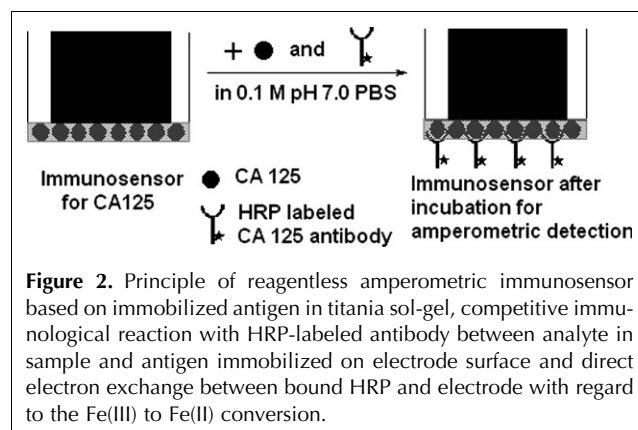 + ● and
in 0.1 M pH 7.0 PBS
Immunosensor
for CA125
CA 125
HRP labeled
CA 125 antibody
Immunosensor after
incubation for
amperometric detection
Figure 2. Principle of reagentless amperometric immunosensor
based on immobilized antigen in titania sol-gel, competitive immu-
nological reaction with HRP-labeled antibody between analyte in
sample and antigen immobilized on electrode surface and direct
electron exchange between bound HRP and electrode with regard
to the Fe(III) to Fe(II) conversion.